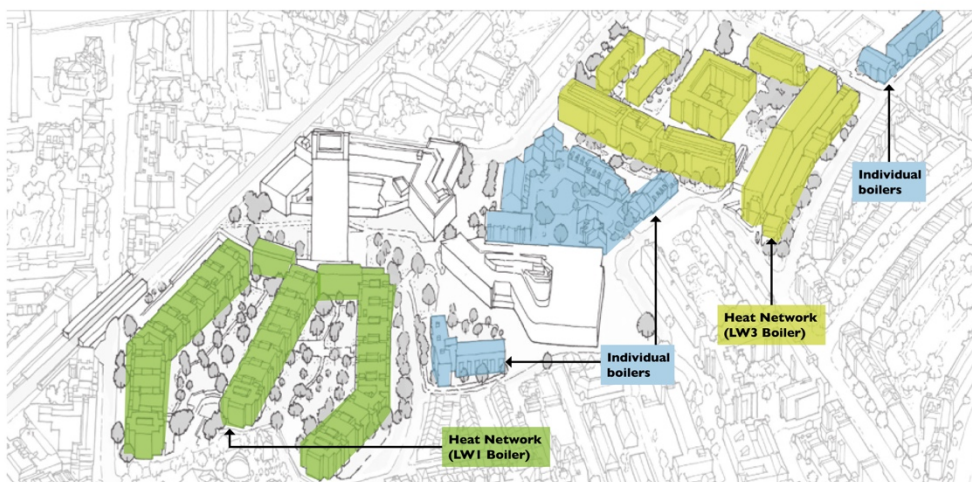 Individual
boilers
Heat Network
(LW3 Boiler)
Individual
boilers
Heat Network
(LW1 Boiler)